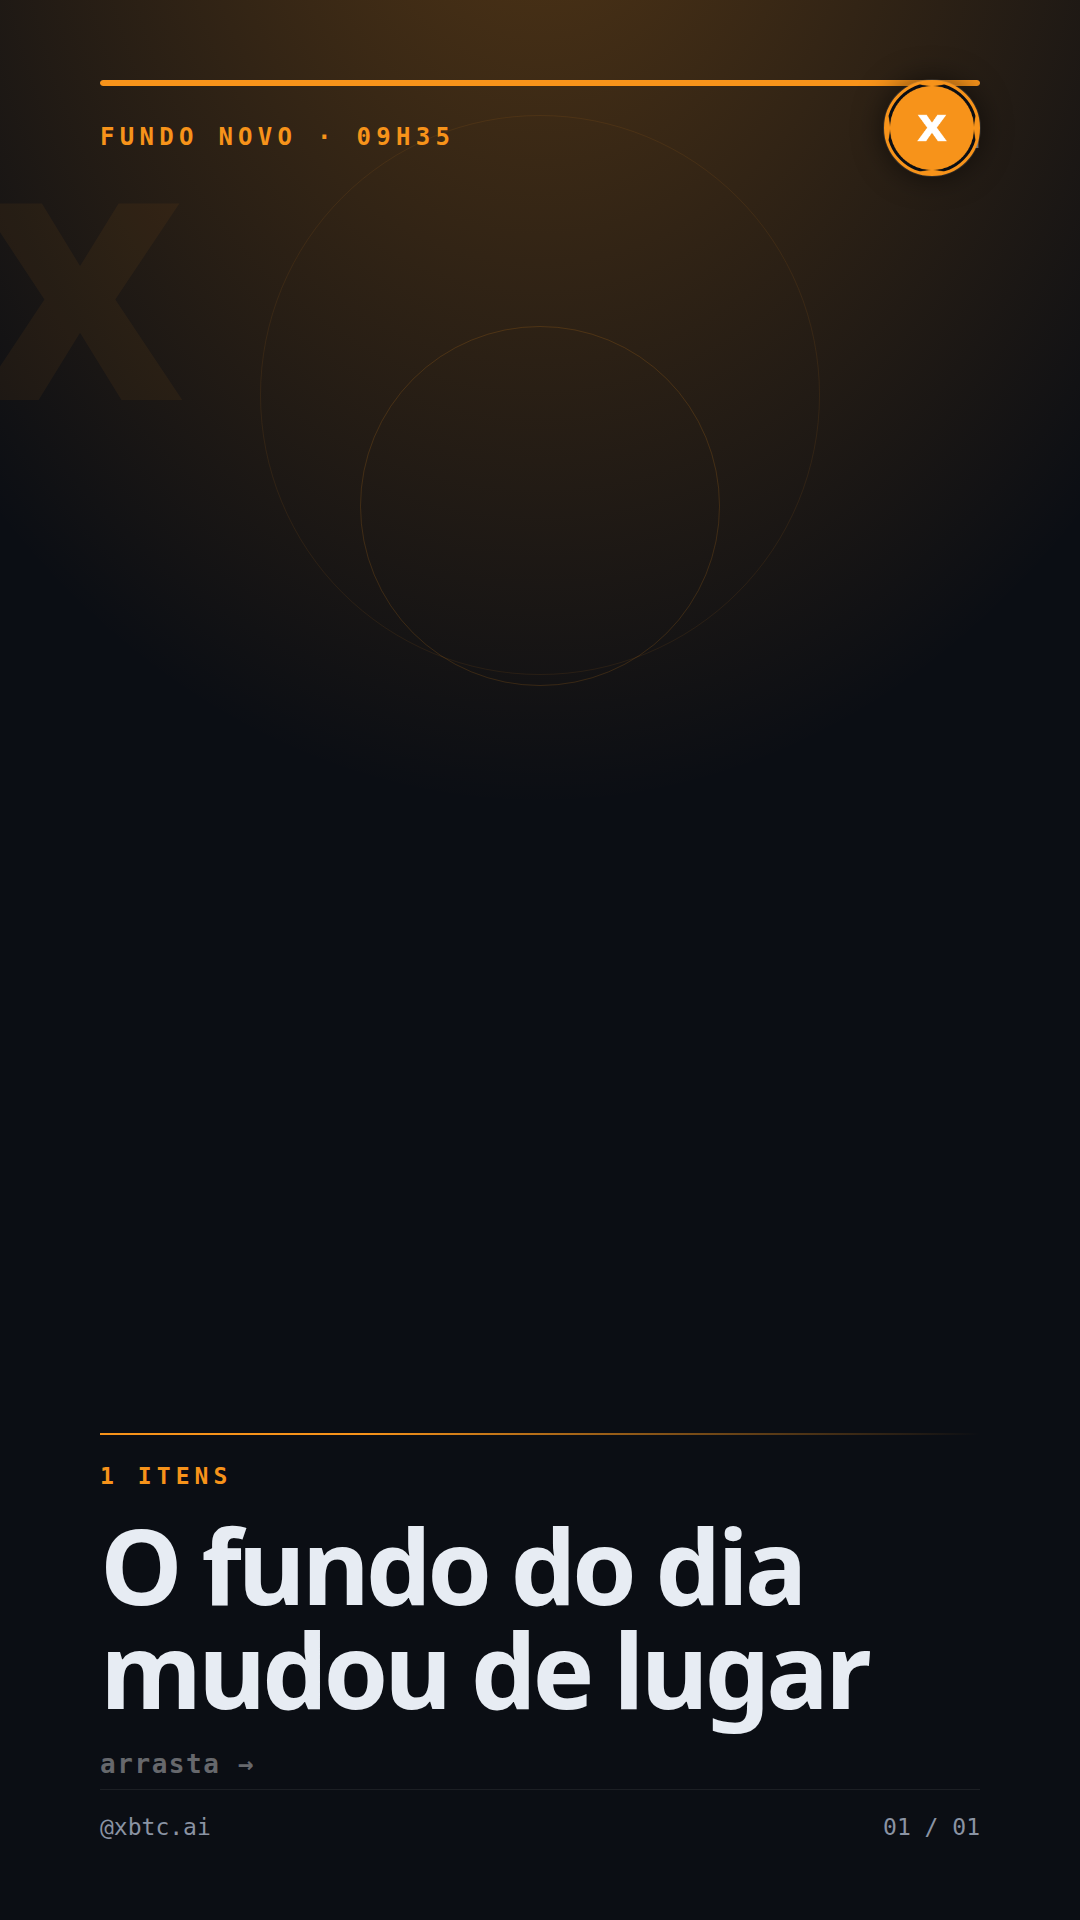 FUNDO NOVO · 09H35
X
X
1 ITENS
O fundo do dia
mudou de lugar
arrasta →
@xbtc.ai
01 / 01